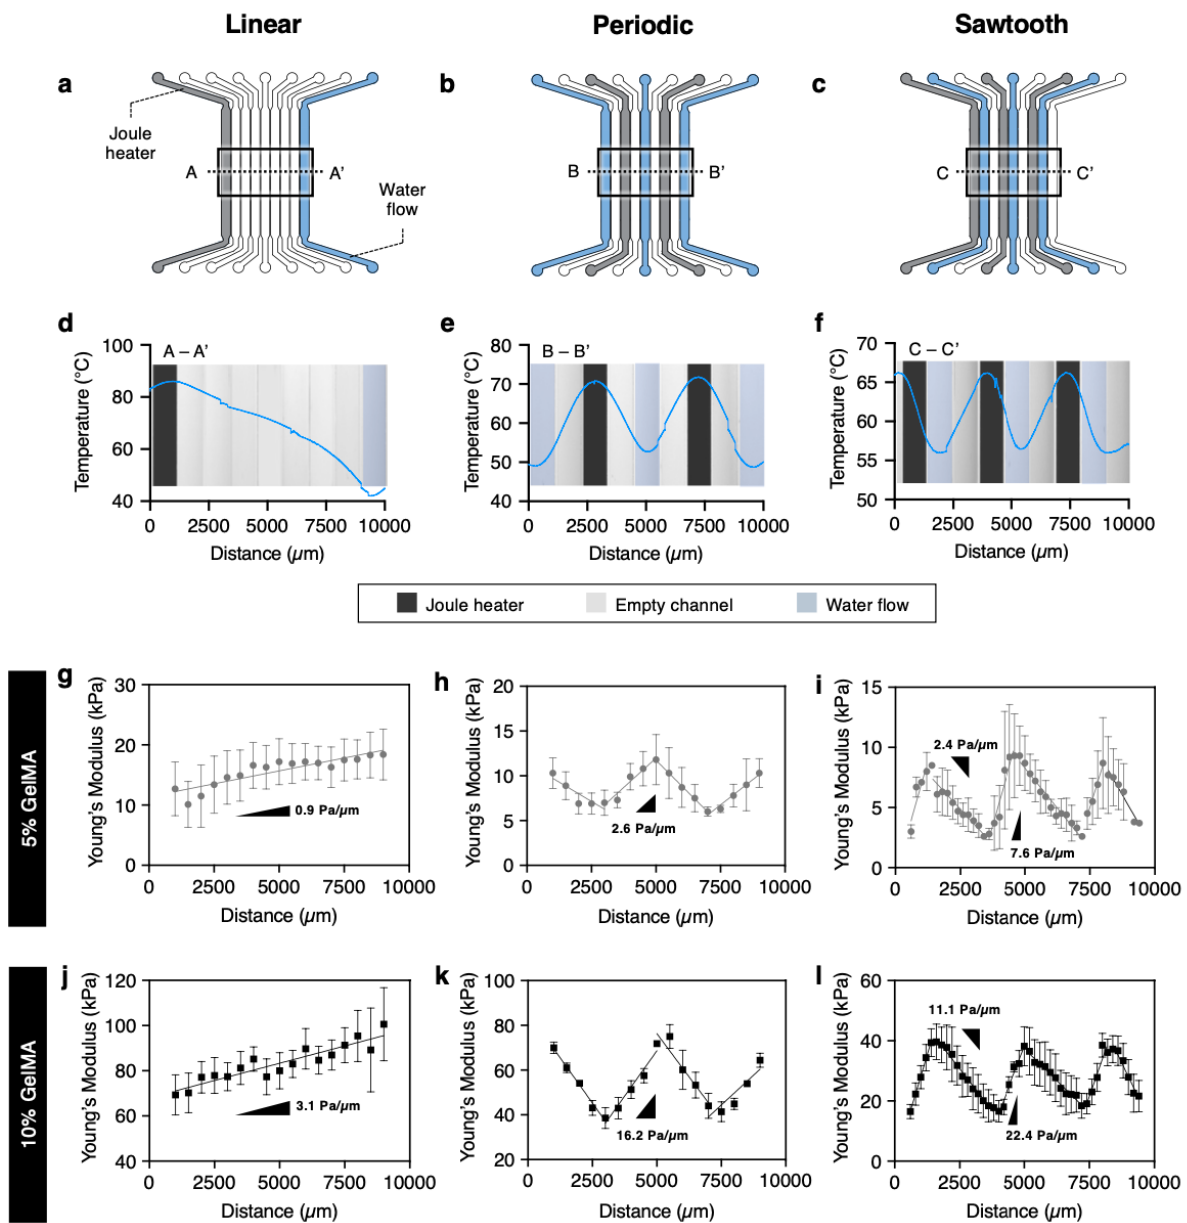 Linear
Periodic
Sawtooth
a
b
c
Joule
heater
A
A'
Water
flow
B
B'
C
C'
d
e
f
A – A'
B – B'
C – C'
Temperature (°C)
100
80
60
40
0
2500
5000
7500
10000
Distance (µm)
Temperature (°C)
80
70
60
50
40
0
2500
5000
7500
10000
Distance (µm)
Temperature (°C)
70
65
60
55
50
0
2500
5000
7500
10000
Distance (µm)
Joule heater
Empty channel
Water flow
5% GelMA
g
Young's Modulus (kPa)
30
20
10
0
0.9 Pa/µm
0
2500
5000
7500
10000
Distance (µm)
h
Young's Modulus (kPa)
20
15
10
5
0
2.6 Pa/µm
0
2500
5000
7500
10000
Distance (µm)
i
Young's Modulus (kPa)
15
10
5
0
2.4 Pa/µm
7.6 Pa/µm
0
2500
5000
7500
10000
Distance (µm)
10% GelMA
j
Young's Modulus (kPa)
120
100
80
60
40
3.1 Pa/µm
0
2500
5000
7500
10000
Distance (µm)
k
Young's Modulus (kPa)
100
80
60
40
20
16.2 Pa/µm
0
2500
5000
7500
10000
Distance (µm)
l
Young's Modulus (kPa)
60
40
20
0
11.1 Pa/µm
22.4 Pa/µm
0
2500
5000
7500
10000
Distance (µm)